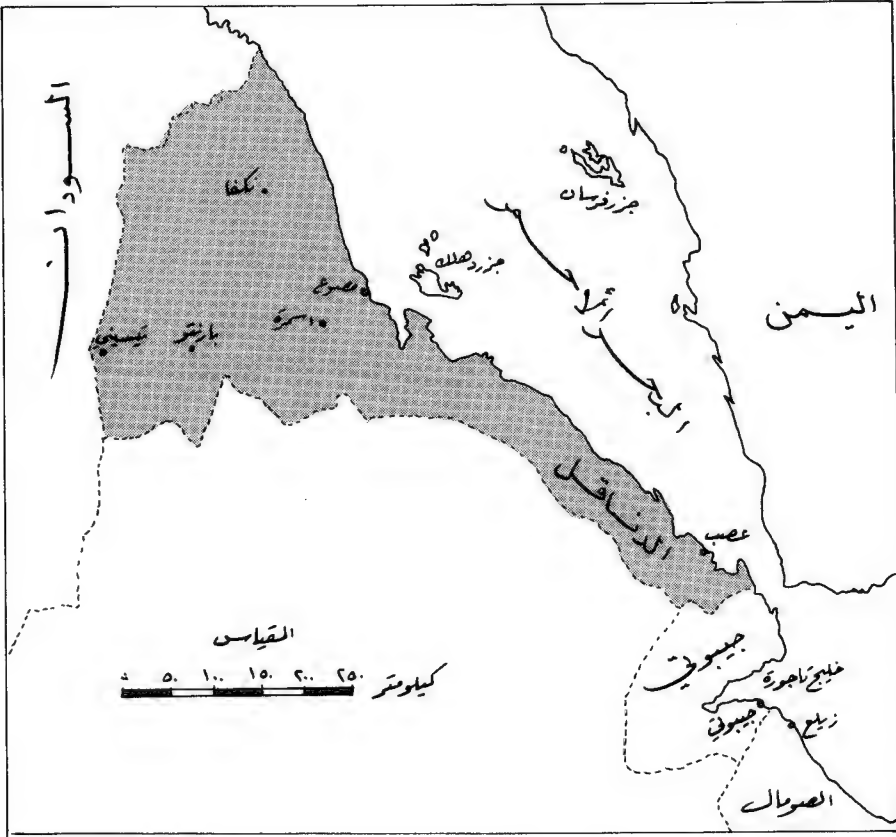 السودان
نكفا
جزر فرسان
جزر دهلك
مصوع
اسمرة
بارنتو
تيسيني
اليمن
البحر الأحمر
الدناقل
عصب
المقياس
٠ ٥٠ ١٠٠ ١٥٠ ٢٠٠ ٢٥٠
كيلومتر
جيبوتي
خليج تاجورة
جيبوتي
زيلع
الصومال